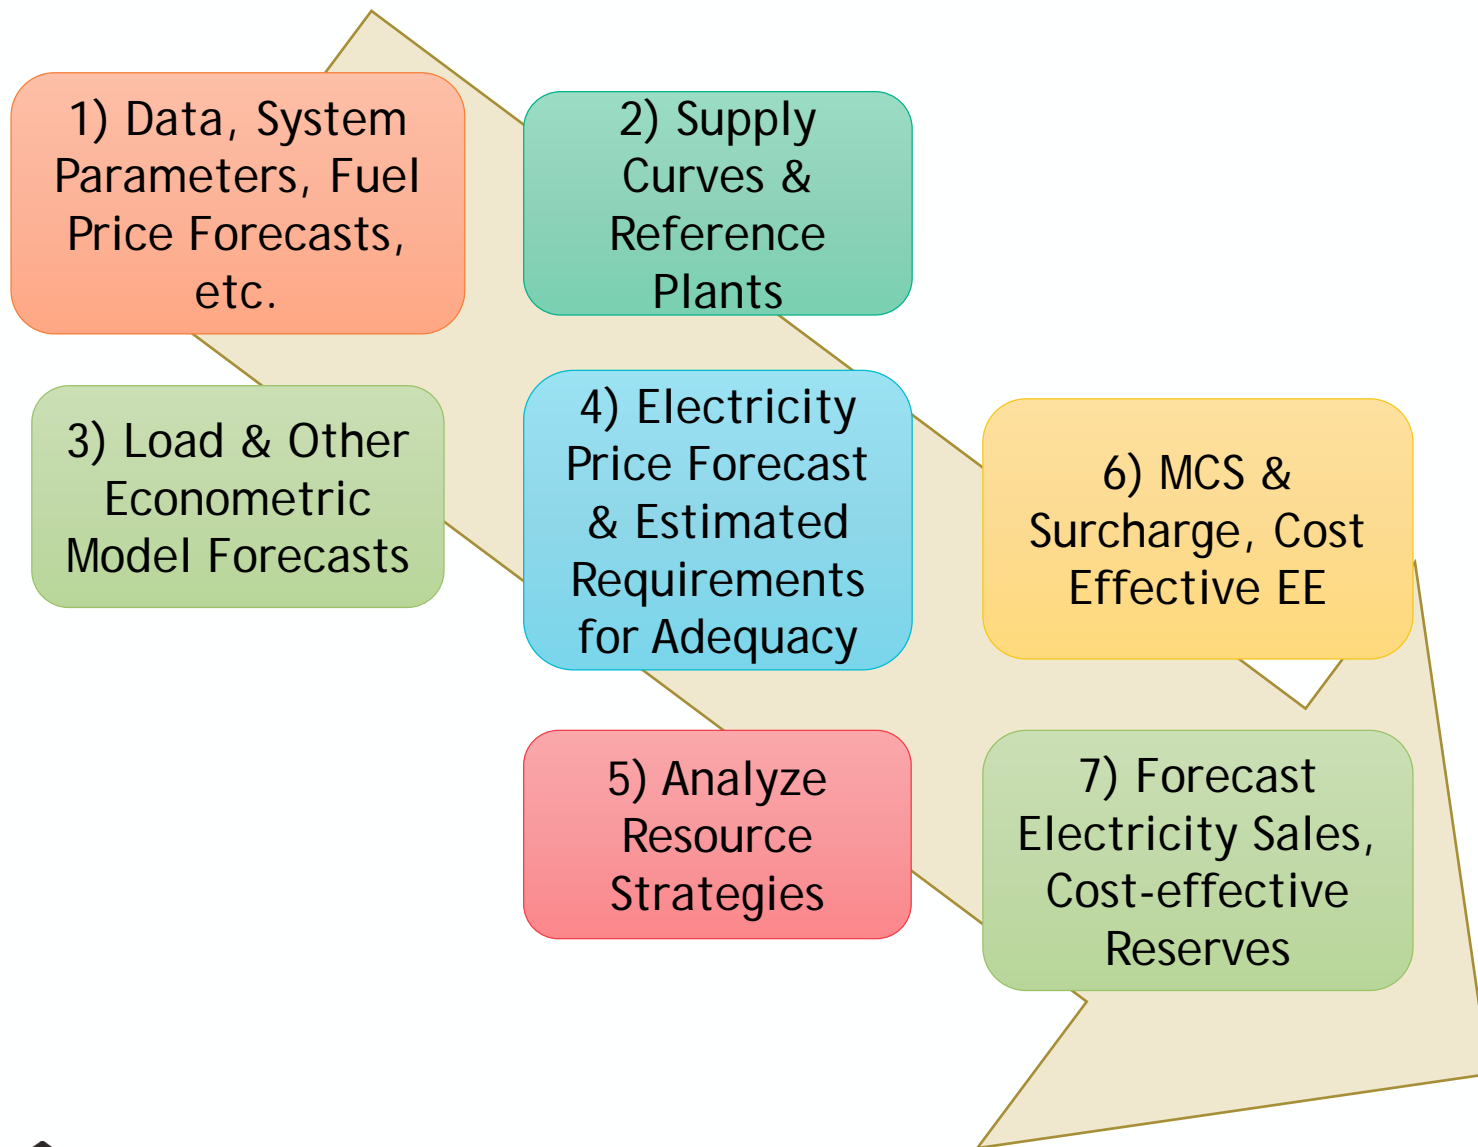 1) Data, System
Parameters, Fuel
Price Forecasts,
etc.
2) Supply
Curves &
Reference
Plants
3) Load & Other
Econometric
Model Forecasts
4) Electricity
Price Forecast
& Estimated
Requirements
for Adequacy
5) Analyze
Resource
Strategies
6) MCS &
Surcharge, Cost
Effective EE
7) Forecast
Electricity Sales,
Cost-effective
Reserves